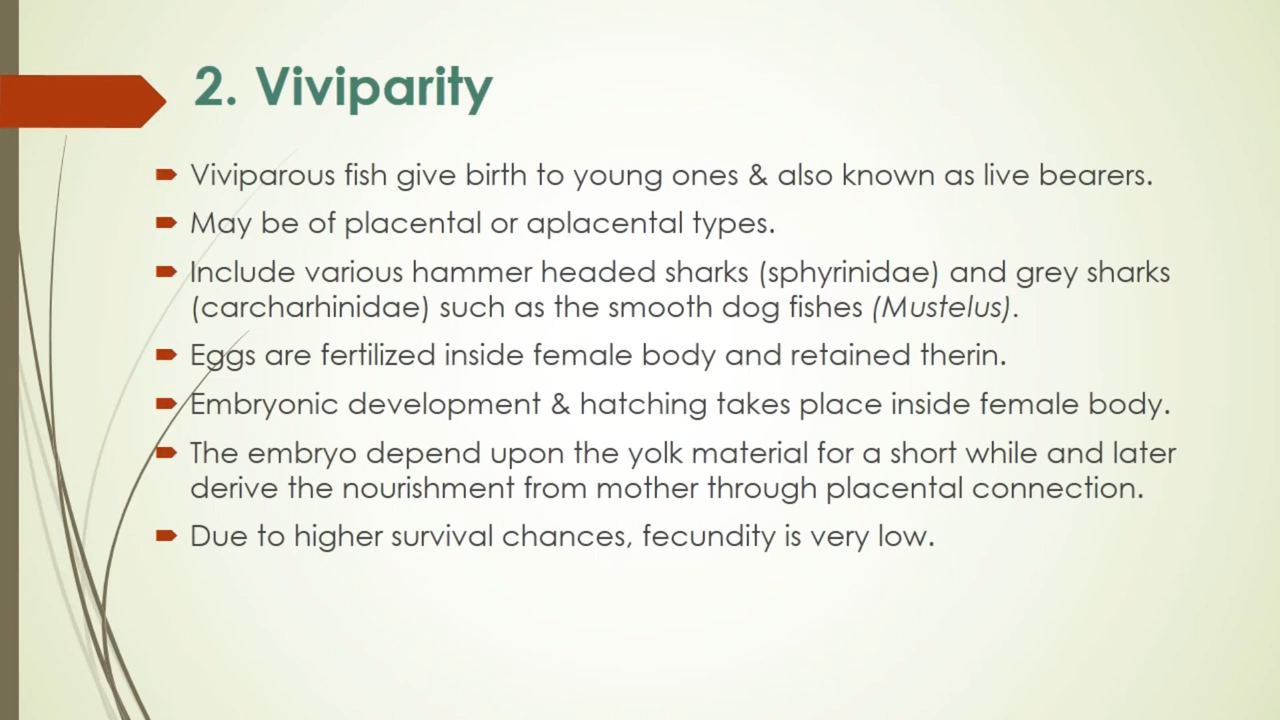 2. Viviparity
Viviparous fish give birth to young ones & also known as live bearers.
May be of placental or aplacental types.
Include various hammer headed sharks (sphyrinidae) and grey sharks
(carcharhinidae) such as the smooth dog fishes (Mustelus).
Eggs are fertilized inside female body and retained therin.
Embryonic development & hatching takes place inside female body.
The embryo depend upon the yolk material for a short while and later
derive the nourishment from mother through placental connection.
Due to higher survival chances, fecundity is very low.